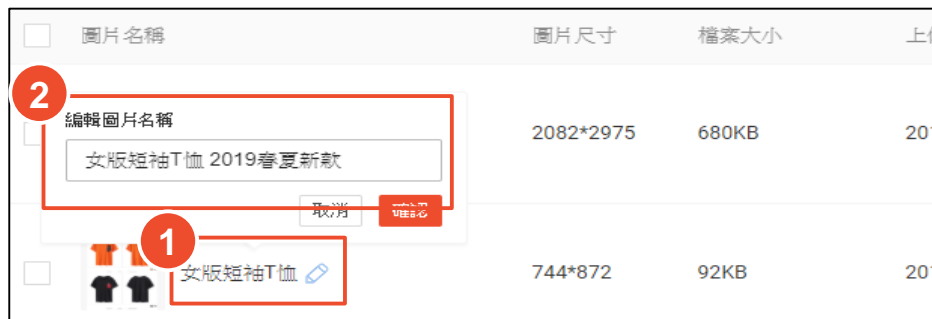 圖片名稱 圖片尺寸 檔案大小
2
編輯圖片名稱
2082*2975 680KB 20
女版短袖T恤 2019春夏新款
取消 確認
1
女版短袖T恤 744*872 92KB 20